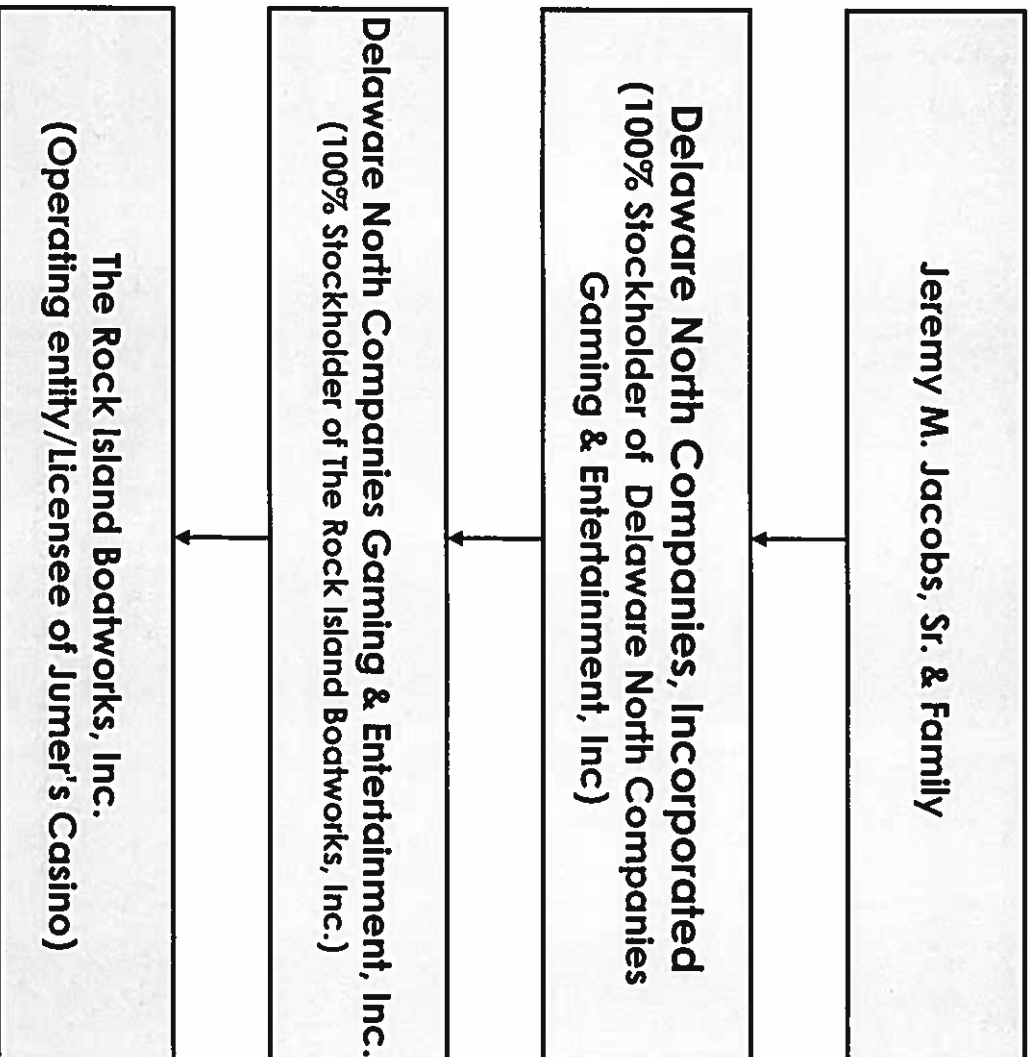 Jeremy M. Jacobs, Sr. & Family
Delaware North Companies, Incorporated
(100% Stockholder of Delaware North Companies
Gaming & Entertainment, Inc)
Delaware North Companies Gaming & Entertainment, Inc.
(100% Stockholder of The Rock Island Boatworks, Inc.)
The Rock Island Boatworks, Inc.
(Operating entity/Licensee of Jumer's Casino)